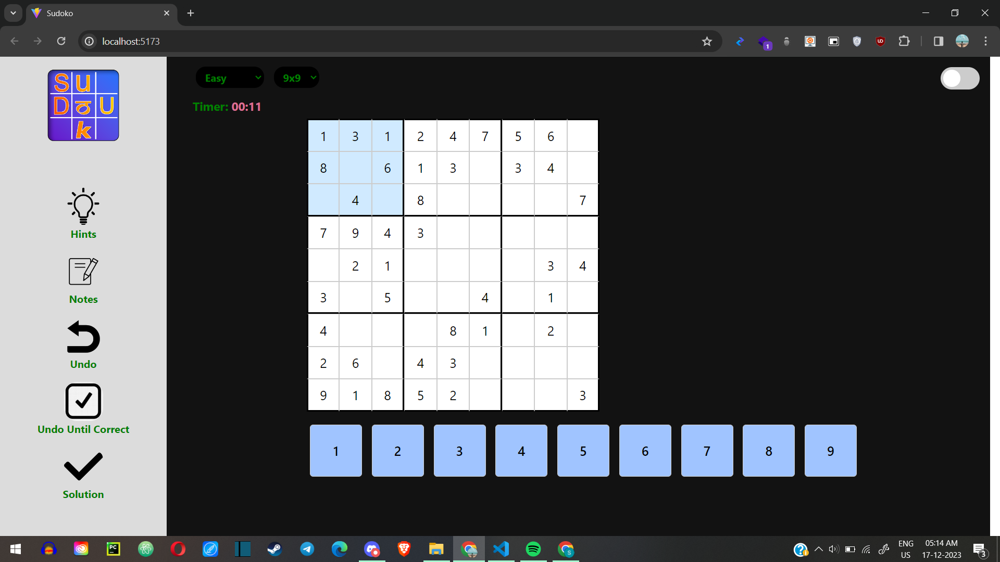 Sudoko
localhost:5173
1
Su
DठU
k
Easy
9x9
Timer: 00:11
1 3 1 2 4 7 5 6
8 6 1 3 3 4
4 8 7
7 9 4 3
2 1 3 4
3 5 4 1
4 8 1 2
2 6 4 3
9 1 8 5 2 3
Hints
Notes
Undo
Undo Until Correct
Solution
1 2 3 4 5 6 7 8 9
PC
S
ENG
US
05:14 AM
17-12-2023
3